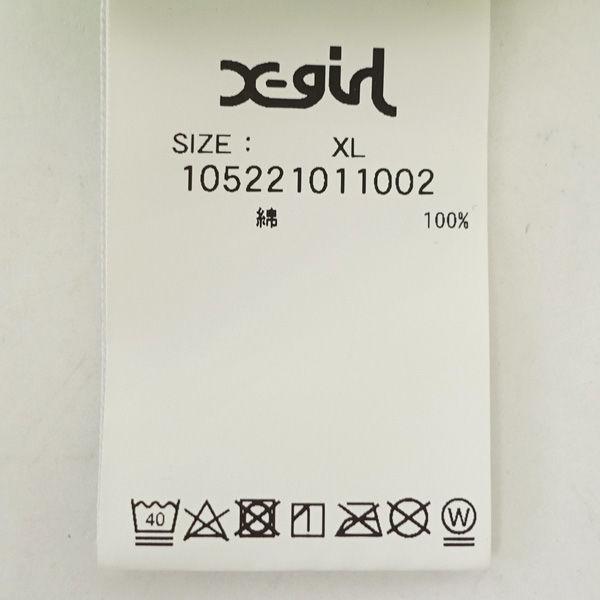 X-girl
SIZE : XL
105221011002
綿 100%
40 W